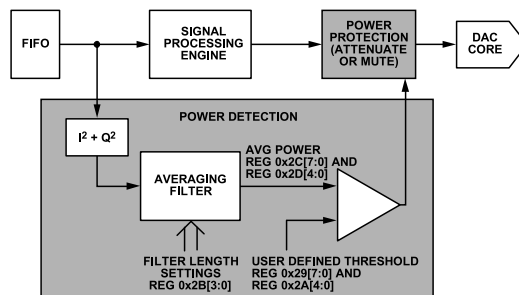 FIFO
SIGNAL
PROCESSING
ENGINE
POWER
PROTECTION
(ATTENUATE
OR MUTE)
DAC
CORE
POWER DETECTION
I² + Q²
AVERAGING
FILTER
AVG POWER
REG 0x2C[7:0] AND
REG 0x2D[4:0]
FILTER LENGTH
SETTINGS
REG 0x2B[3:0]
USER DEFINED THRESHOLD
REG 0x29[7:0] AND
REG 0x2A[4:0]